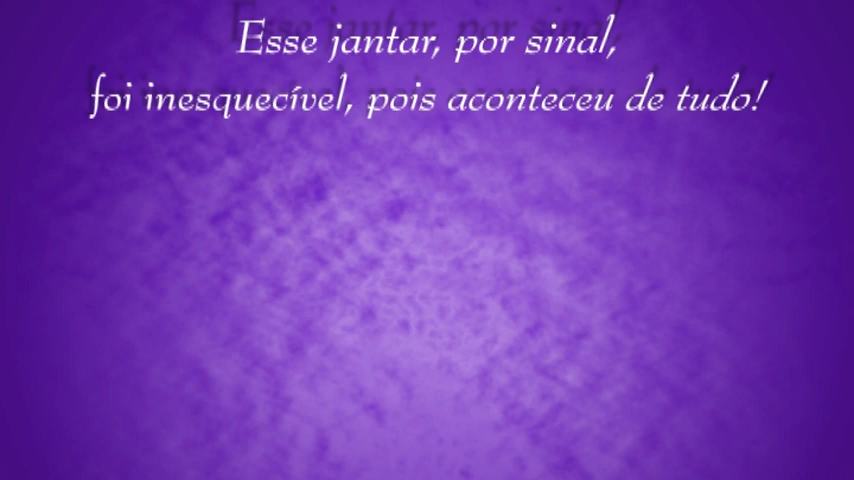 Esse jantar, por sinal,
foi inesquecível, pois aconteceu de tudo!